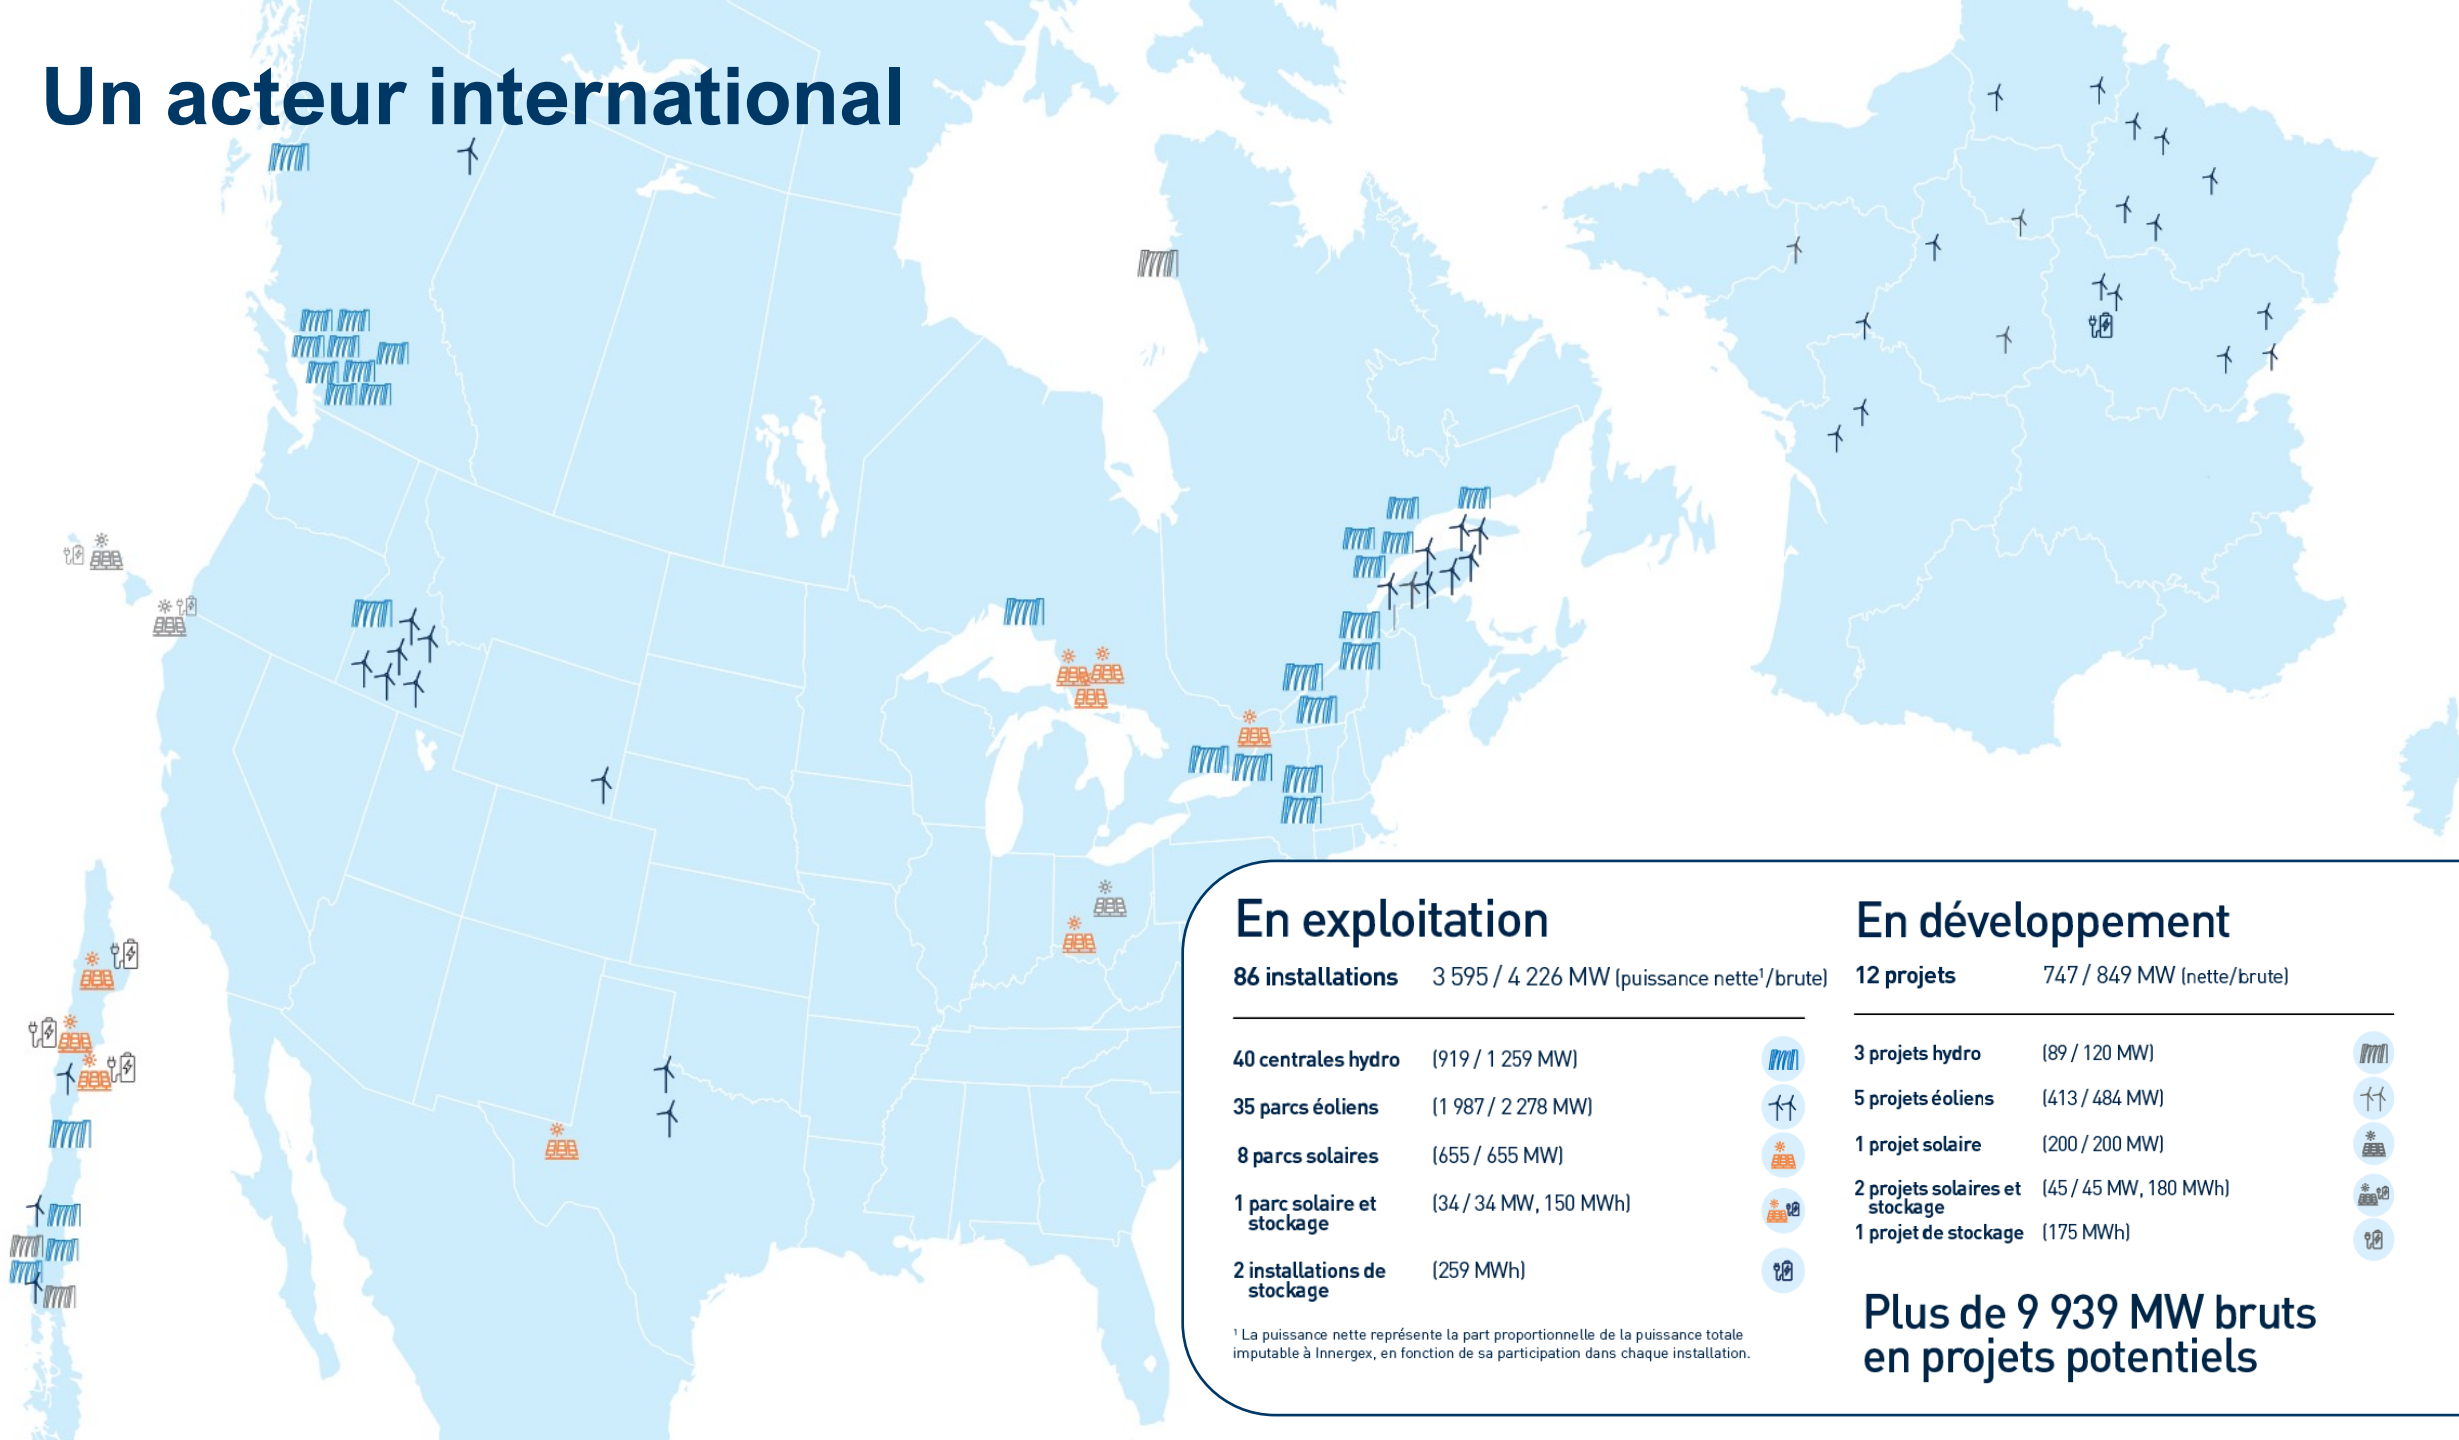 Un acteur international
En exploitation
86 installations 3 595 / 4 226 MW (puissance nette¹/brute)
40 centrales hydro (919 / 1 259 MW)
35 parcs éoliens (1 987 / 2 278 MW)
8 parcs solaires (655 / 655 MW)
1 parc solaire et (34 / 34 MW, 150 MWh)
stockage
2 installations de (259 MWh)
stockage
¹ La puissance nette représente la part proportionnelle de la puissance totale
imputable à Innergex, en fonction de sa participation dans chaque installation.
En développement
12 projets 747 / 849 MW (nette/brute)
3 projets hydro (89 / 120 MW)
5 projets éoliens (413 / 484 MW)
1 projet solaire (200 / 200 MW)
2 projets solaires et (45 / 45 MW, 180 MWh)
stockage
1 projet de stockage (175 MWh)
Plus de 9 939 MW bruts
en projets potentiels